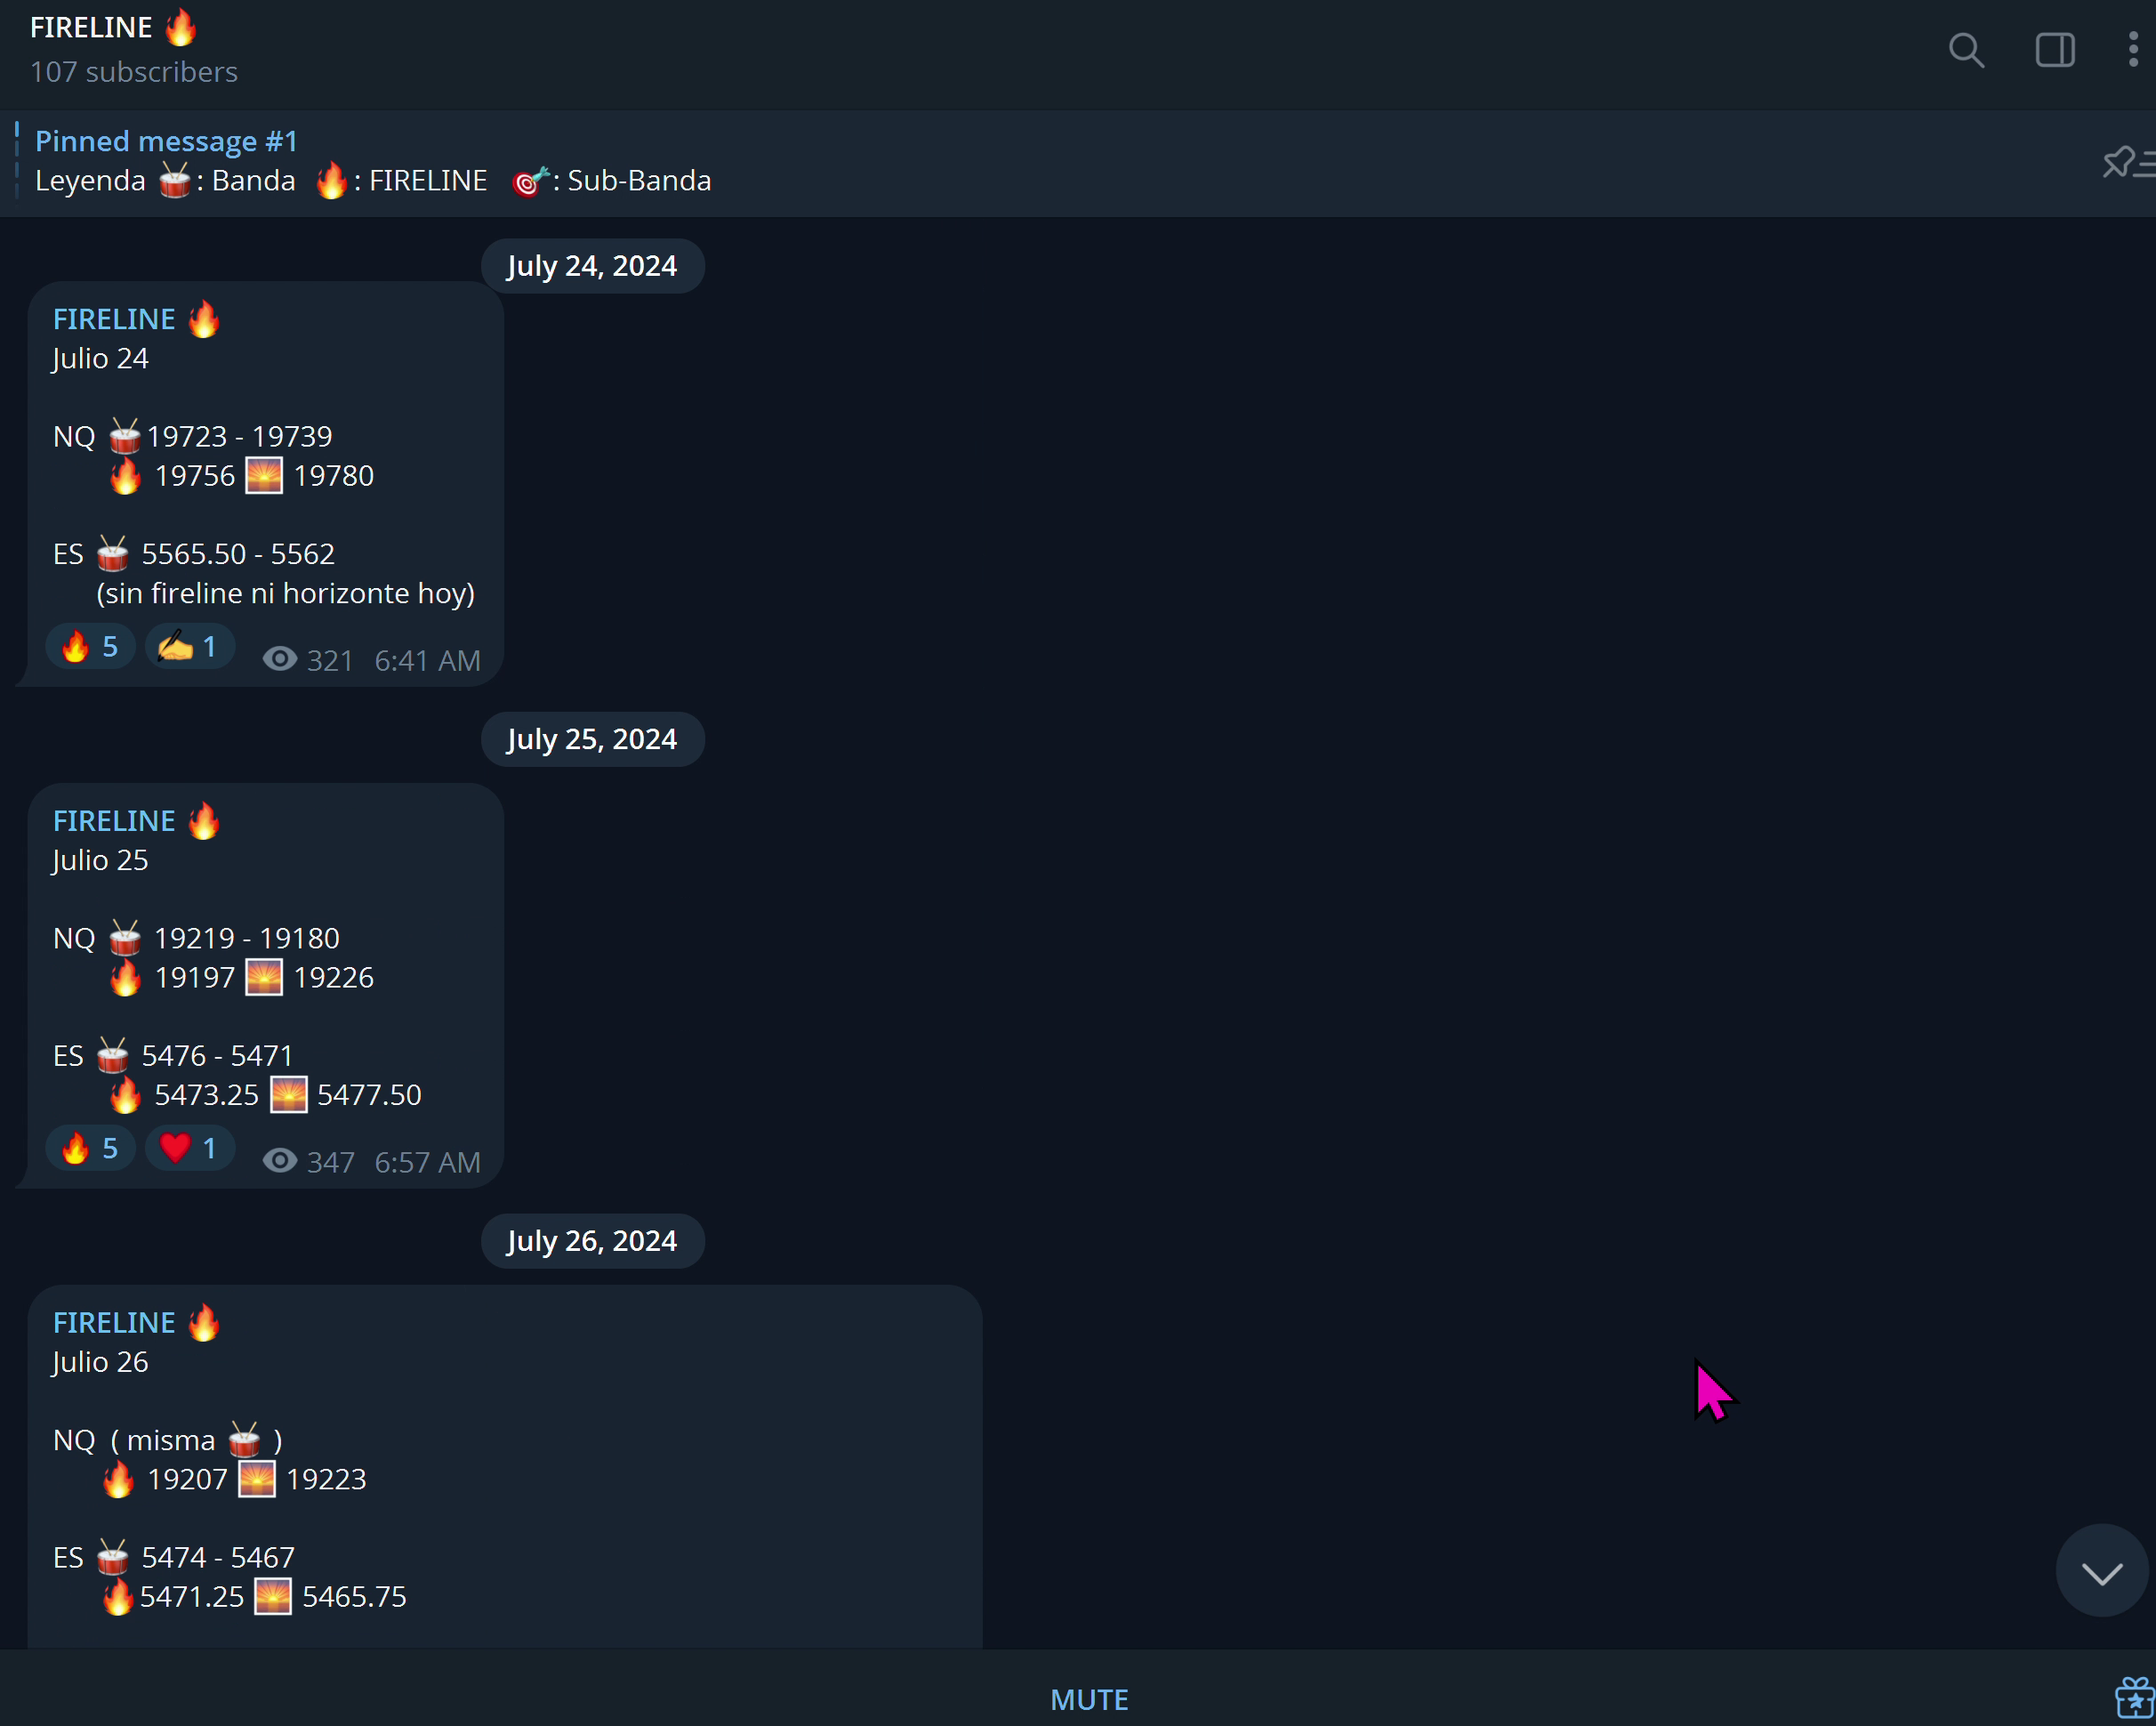 FIRELINE 🔥
107 subscribers
Pinned message #1
Leyenda 🥁: Banda 🔥: FIRELINE 🎯: Sub-Banda
July 24, 2024
FIRELINE 🔥
Julio 24
NQ 🥁19723 - 19739
🔥 19756 🌅 19780
ES 🥁 5565.50 - 5562
(sin fireline ni horizonte hoy)
🔥 5 ✍️ 1 321 6:41 AM
July 25, 2024
FIRELINE 🔥
Julio 25
NQ 🥁 19219 - 19180
🔥 19197 🌅 19226
ES 🥁 5476 - 5471
🔥 5473.25 🌅 5477.50
🔥 5 ❤️ 1 347 6:57 AM
July 26, 2024
FIRELINE 🔥
Julio 26
NQ ( misma 🥁 )
🔥 19207 🌅 19223
ES 🥁 5474 - 5467
🔥5471.25 🌅 5465.75
MUTE